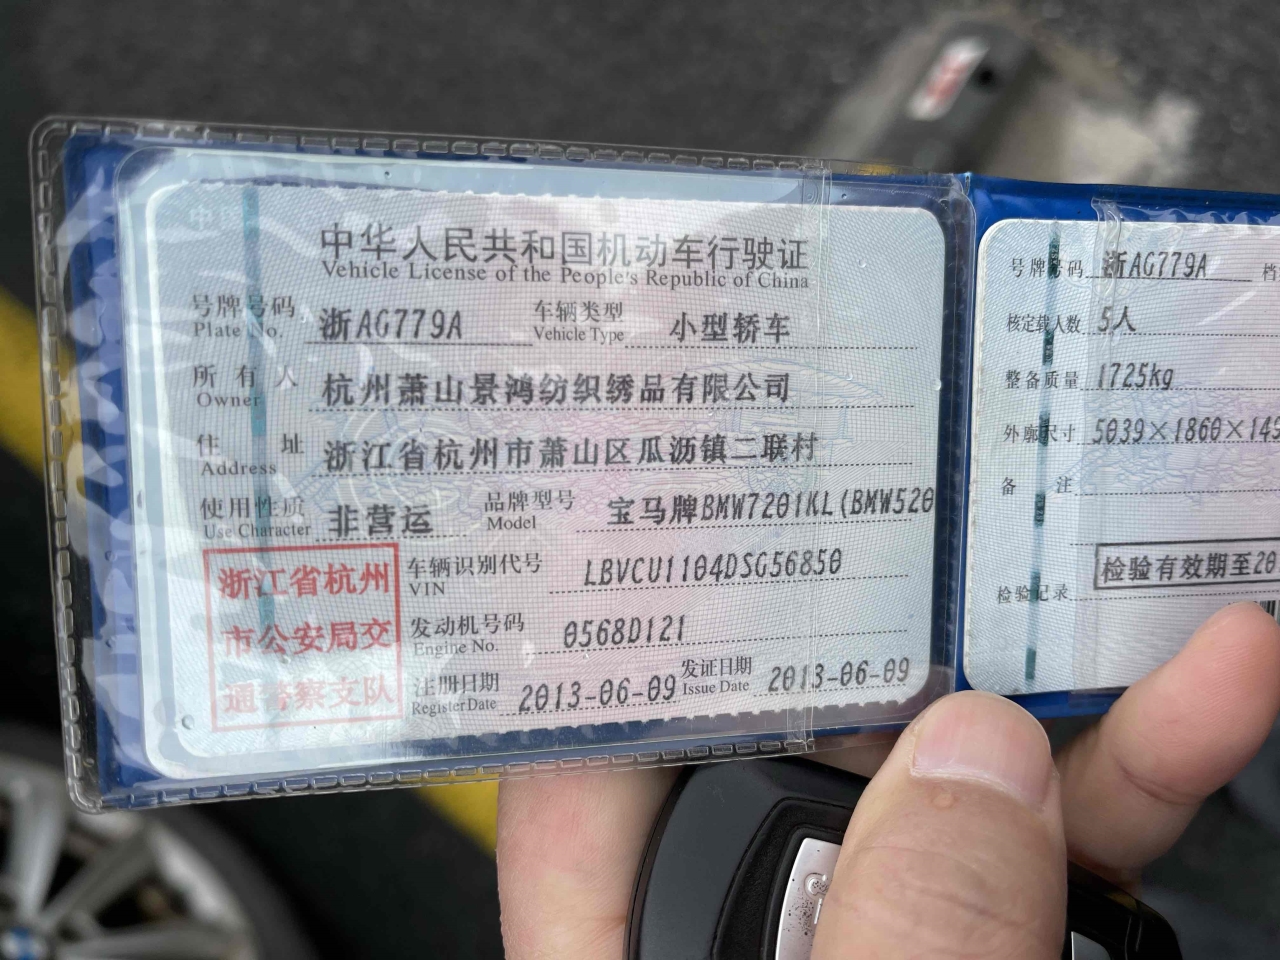 中华人民共和国机动车行驶证
Vehicle License of the People's Republic of China
号牌号码 浙AG779A 车辆类型 小型轿车
Plate No. Vehicle Type
所有人 杭州萧山景鸿纺织绣品有限公司
Owner
住址 浙江省杭州市萧山区瓜沥镇二联村
Address
使用性质 非营运 品牌型号 宝马牌BMW7201KL(BMW520
Use Character Model
浙江省杭州
市公安局交
通警察支队
车辆识别代号 LBVCU1104DSG56850
VIN
发动机号码 0568D121
Engine No.
注册日期 2013-06-09 发证日期 2013-06-09
Register Date Issue Date
号牌号码 浙AG779A 档
核定载人数 5人
整备质量 1725kg
外廓尺寸 5039×1860×149
备注
检验有效期至20
检验记录